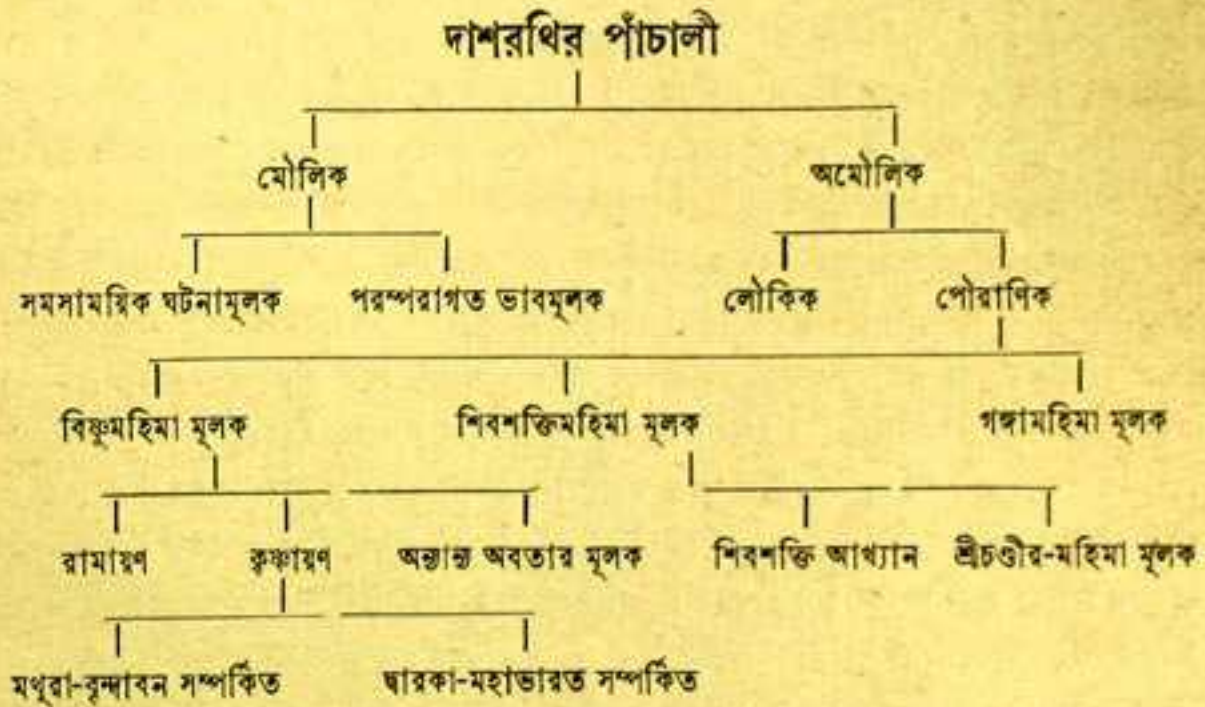 দাশরথির পাঁচালী
মৌলিক অমৌলিক
সমসাময়িক ঘটনামূলক পরম্পরাগত ভাবমূলক লৌকিক পৌরাণিক
বিষ্ণুমহিমা মূলক শিবশক্তিমহিমা মূলক গঙ্গামহিমা মূলক
রামায়ণ কৃষ্ণায়ণ অন্যান্য অবতার মূলক শিবশক্তি আখ্যান শ্রীচণ্ডীর-মহিমা মূলক
মথুরা-বৃন্দাবন সম্পর্কিত দ্বারকা-মহাভারত সম্পর্কিত